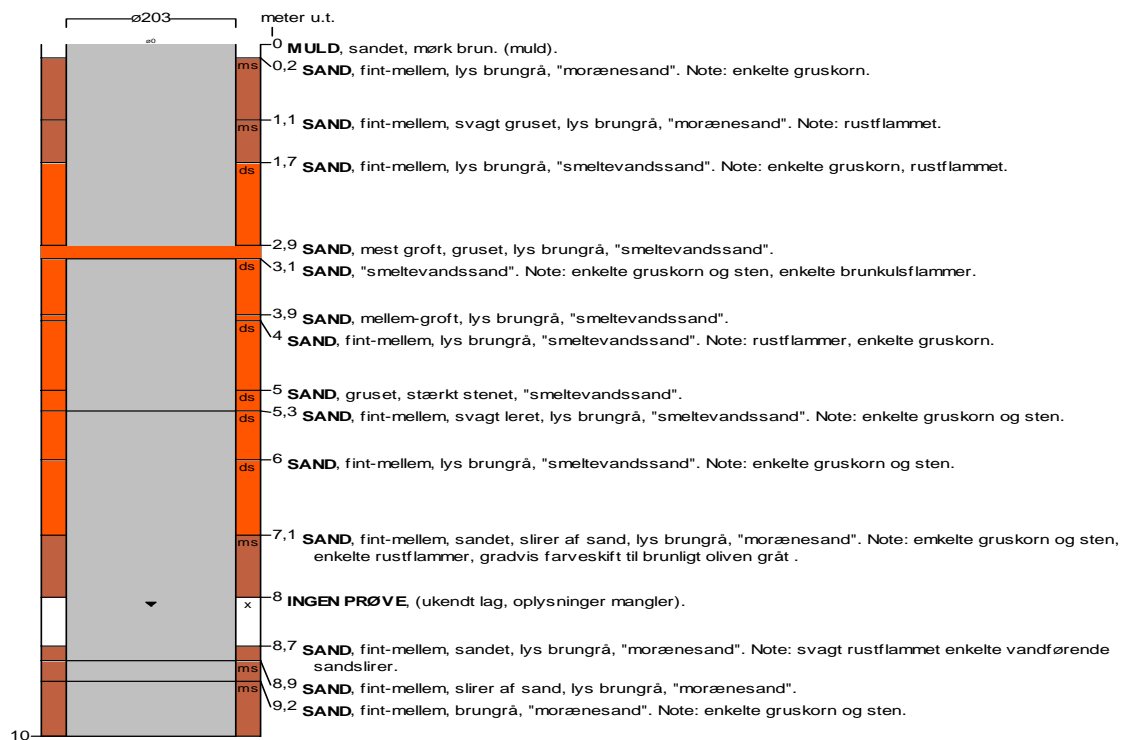 ø203 meter u.t.
ø0
0 MULD, sandet, mørk brun. (muld).
ms 0,2 SAND, fint-mellem, lys brungrå, "morænesand". Note: enkelte gruskorn.
ms 1,1 SAND, fint-mellem, svagt gruset, lys brungrå, "morænesand". Note: rustflammet.
ds 1,7 SAND, fint-mellem, lys brungrå, "smeltevandssand". Note: enkelte gruskorn, rustflammet.
2,9 SAND, mest groft, gruset, lys brungrå, "smeltevandssand".
ds 3,1 SAND, "smeltevandssand". Note: enkelte gruskorn og sten, enkelte brunkulsflammer.
3,9 SAND, mellem-groft, lys brungrå, "smeltevandssand".
ds 4 SAND, fint-mellem, lys brungrå, "smeltevandssand". Note: rustflammer, enkelte gruskorn.
ds 5 SAND, gruset, stærkt stenet, "smeltevandssand".
ds 5,3 SAND, fint-mellem, svagt leret, lys brungrå, "smeltevandssand". Note: enkelte gruskorn og sten.
ds 6 SAND, fint-mellem, lys brungrå, "smeltevandssand". Note: enkelte gruskorn og sten.
ms 7,1 SAND, fint-mellem, sandet, slirer af sand, lys brungrå, "morænesand". Note: emkelte gruskorn og sten,
enkelte rustflammer, gradvis farveskift til brunligt oliven gråt .
x 8 INGEN PRØVE, (ukendt lag, oplysninger mangler).
8,7 SAND, fint-mellem, sandet, lys brungrå, "morænesand". Note: svagt rustflammet enkelte vandførende
sandslirer.
ms 8,9 SAND, fint-mellem, slirer af sand, lys brungrå, "morænesand".
ms 9,2 SAND, fint-mellem, brungrå, "morænesand". Note: enkelte gruskorn og sten.
10